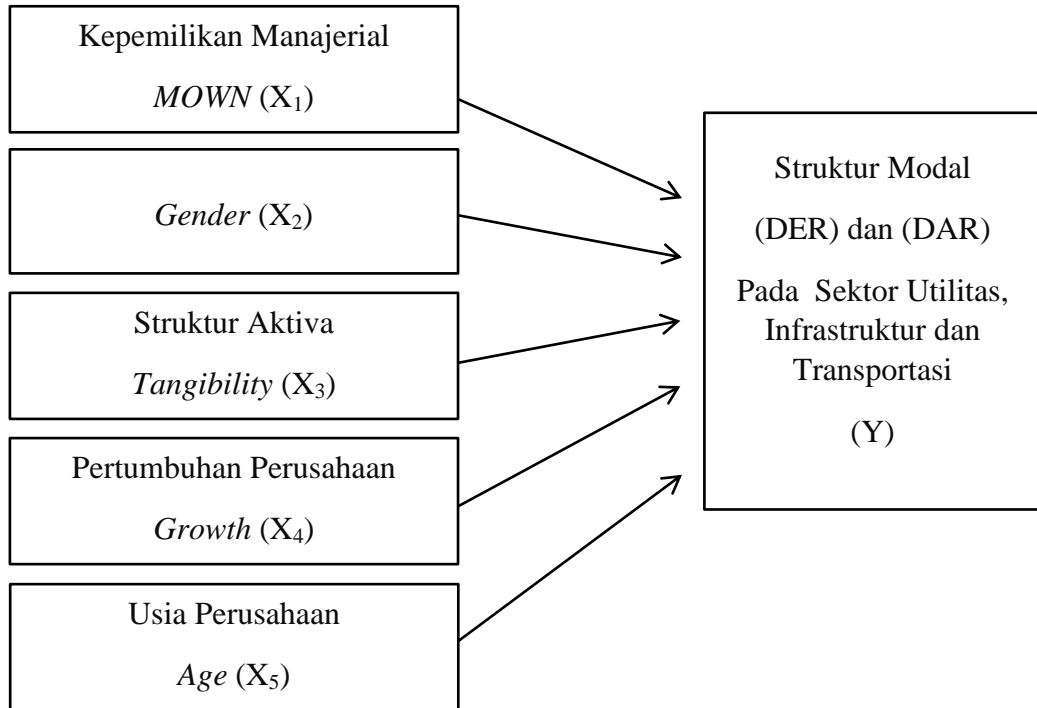 Kepemilikan Manajerial
MOWN (X₁)
Gender (X₂)
Struktur Aktiva
Tangibility (X₃)
Pertumbuhan Perusahaan
Growth (X₄)
Usia Perusahaan
Age (X₅)
Struktur Modal
(DER) dan (DAR)
Pada Sektor Utilitas,
Infrastruktur dan
Transportasi
(Y)